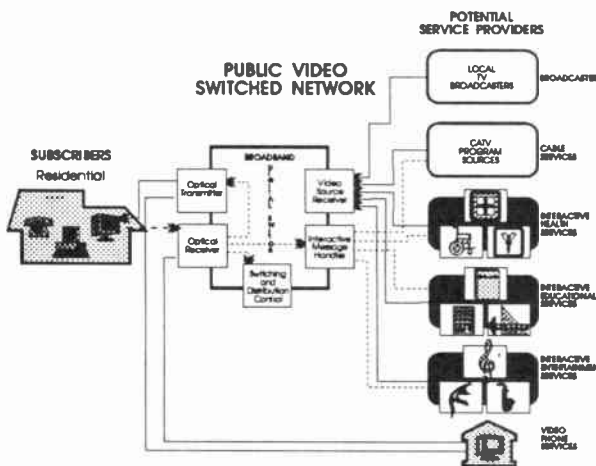 POTENTIAL
SERVICE PROVIDERS
PUBLIC VIDEO
SWITCHED NETWORK
LOCAL
TV
BROADCASTERS
BROADCASTER
CATV
PROGRAM
SOURCES
CABLE
SERVICES
SUBSCRIBERS
Residential
BROADBAND
Optical
Transmitter
Video
Source
Receiver
Optical
Receiver
Interactive
Message
Handler
Switching
and
Distribution
Control
INTERACTIVE
HEALTH
SERVICES
INTERACTIVE
EDUCATIONAL
SERVICES
INTERACTIVE
ENTERTAINMENT
SERVICES
VIDEO
PHONE
SERVICES